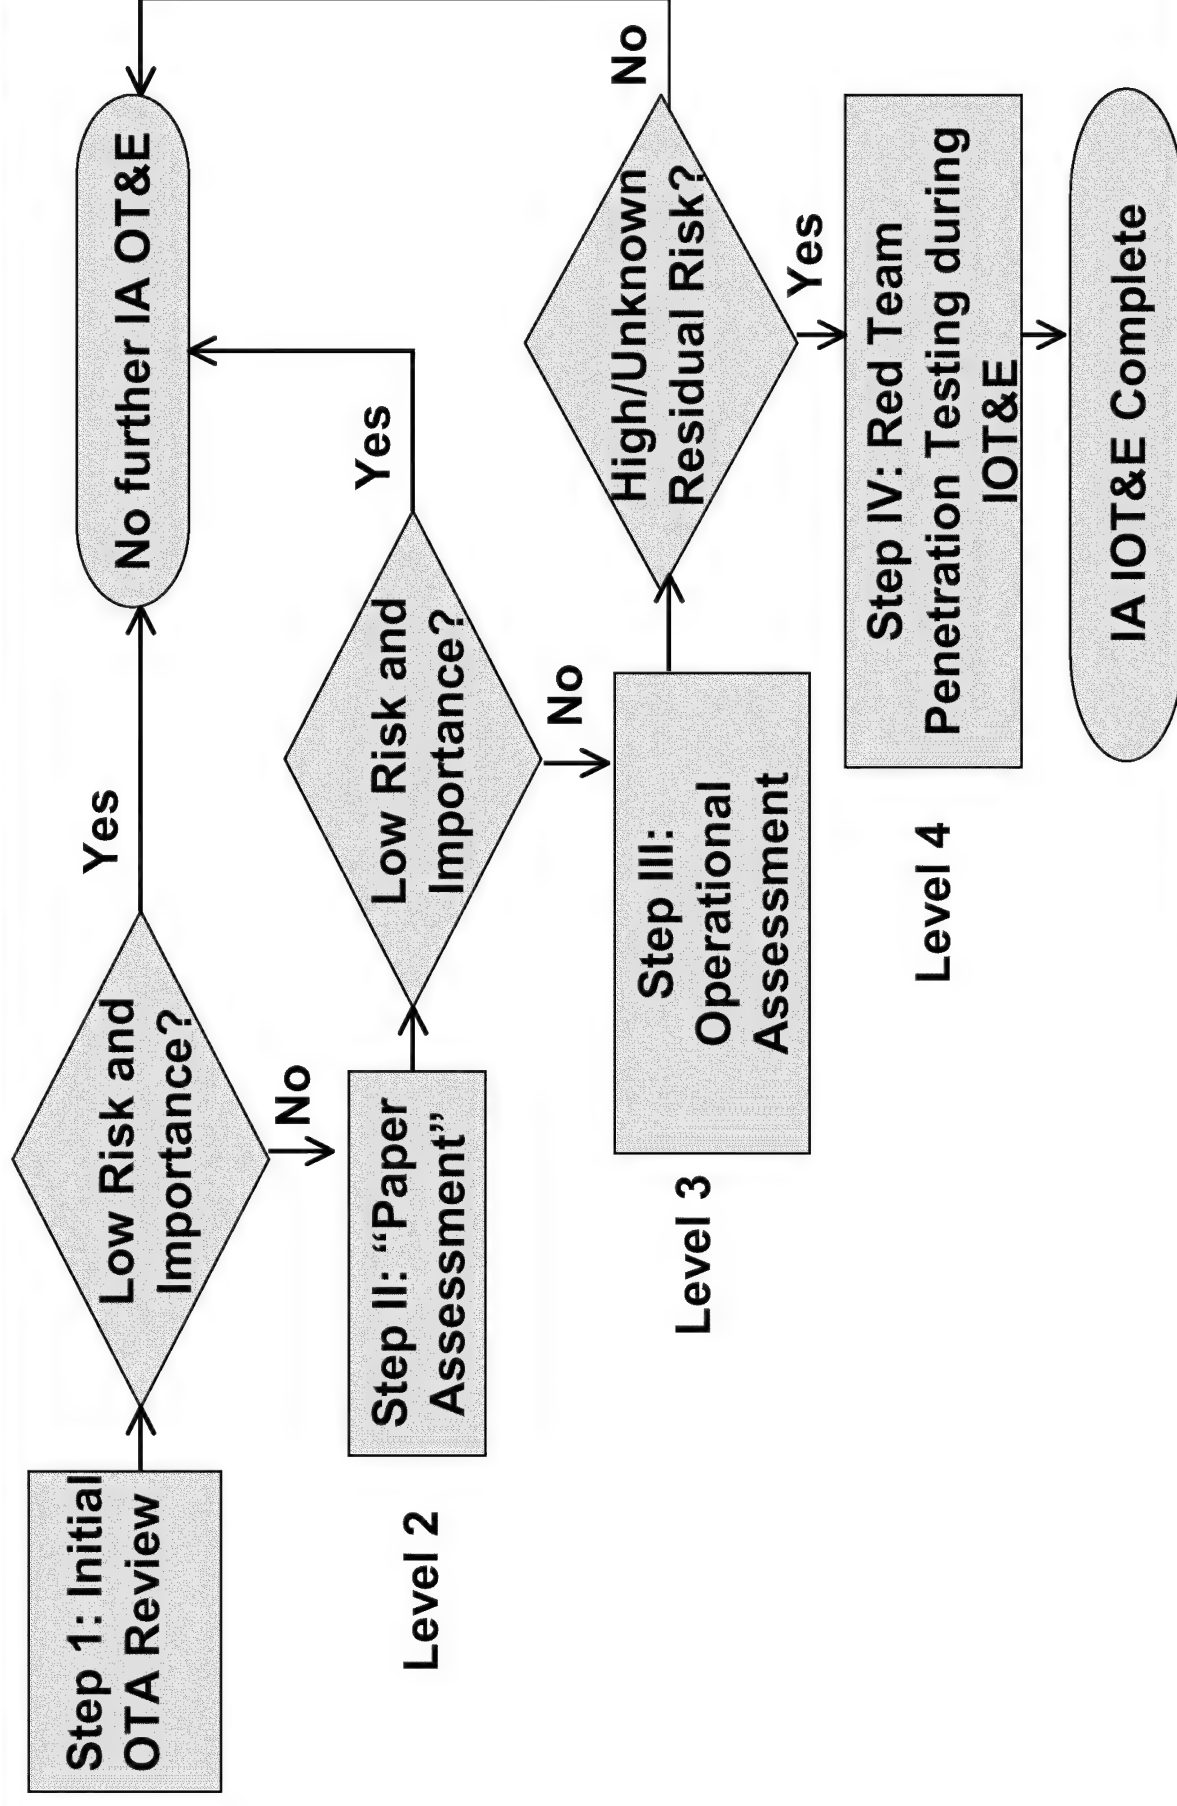 Step 1: Initial
OTA Review
Low Risk and
Importance?
Yes
No further IA OT&E
No
Step II: “Paper
Assessment”
Level 2
Low Risk and
Importance?
Yes
No
Step III:
Operational
Assessment
Level 3
High/Unknown
Residual Risk?
No
Yes
Step IV: Red Team
Penetration Testing during
IOT&E
Level 4
IA IOT&E Complete